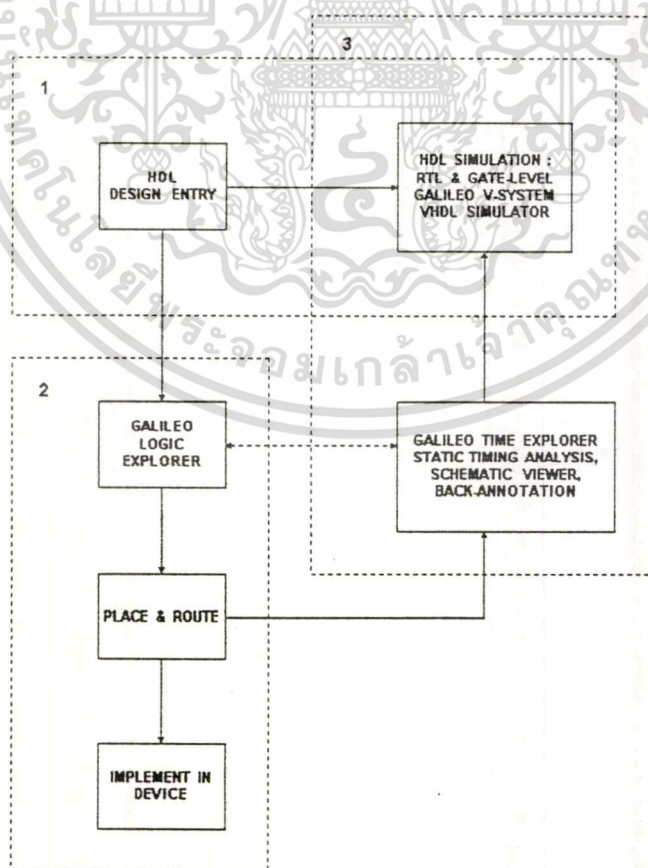 3
1
HDL
DESIGN ENTRY
HDL SIMULATION :
RTL & GATE-LEVEL
GALILEO V-SYSTEM
VHDL SIMULATOR
2
GALILEO
LOGIC
EXPLORER
GALILEO TIME EXPLORER
STATIC TIMING ANALYSIS,
SCHEMATIC VIEWER,
BACK-ANNOTATION
PLACE & ROUTE
IMPLEMENT IN
DEVICE